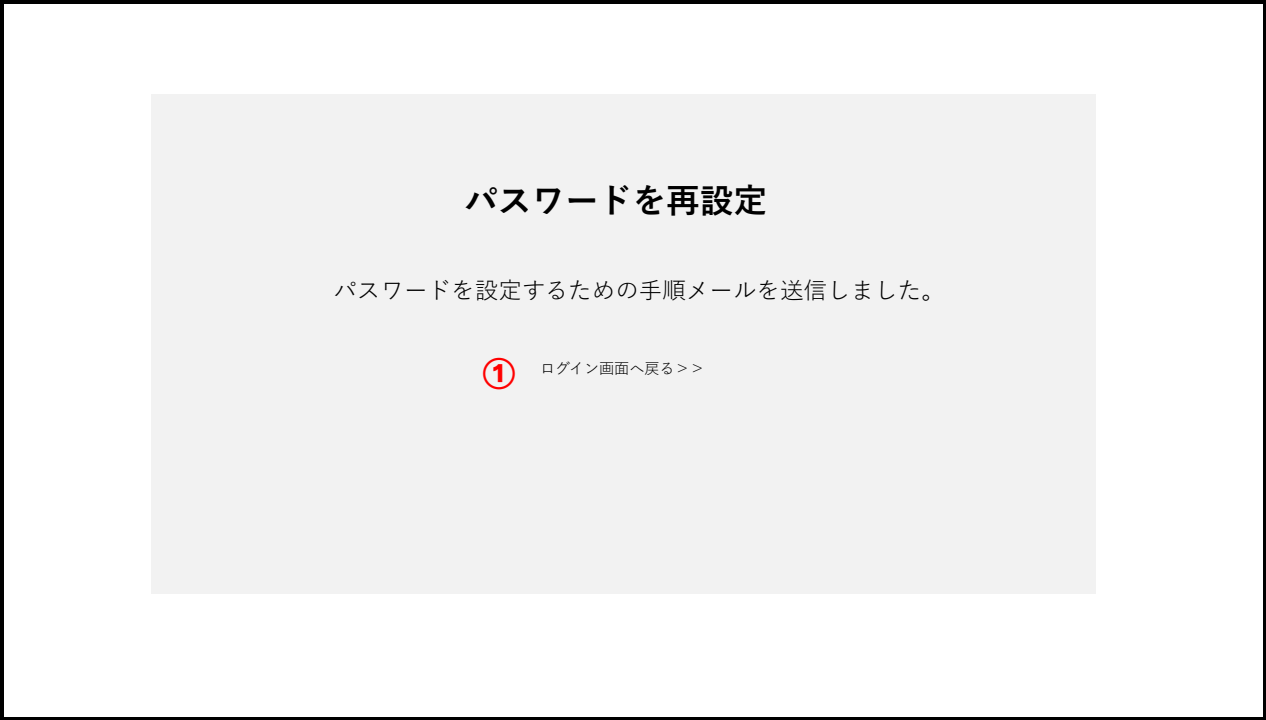 パスワードを再設定
パスワードを設定するための手順メールを送信しました。
① ログイン画面へ戻る＞＞